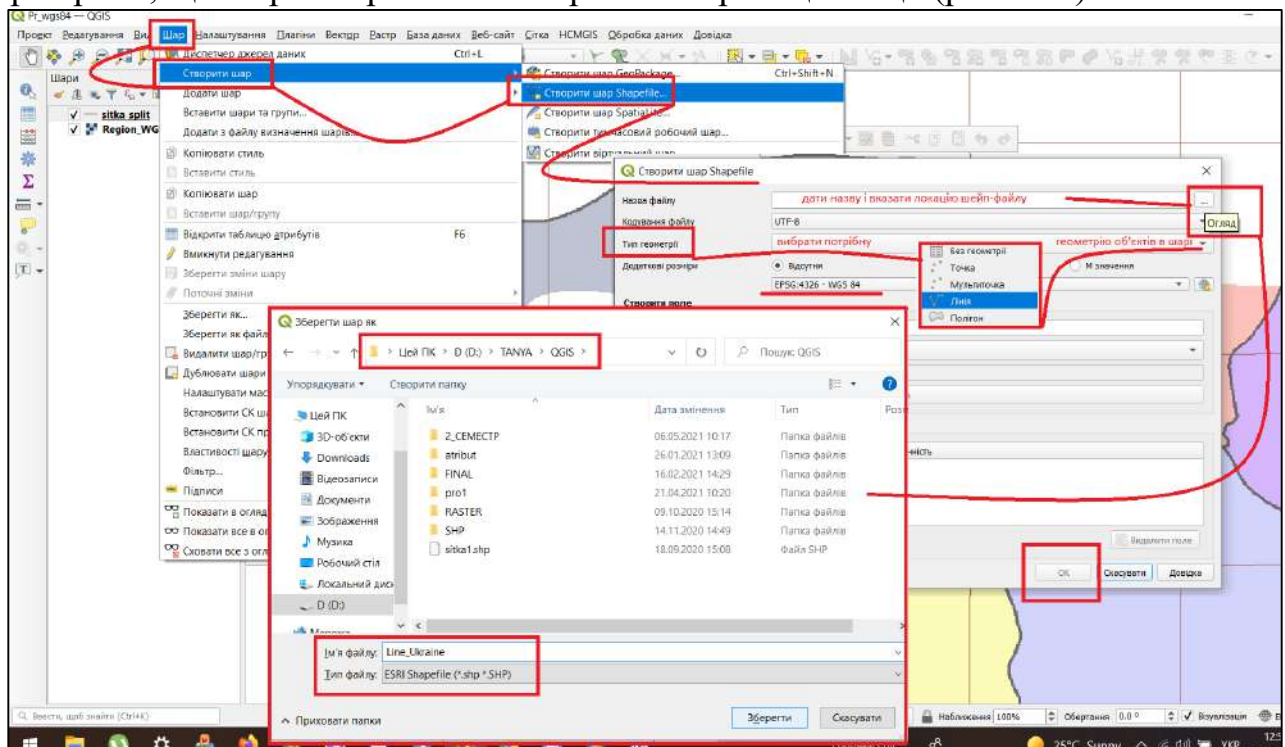 Pr_wgs84 — QGIS
Проєкт Редагування Вид Шар Налаштування Плагіни Вектор Растр База даних Веб-сайт Сітка HCMGIS Обробка даних Довідка
Диспетчер джерел даних Ctrl+L
Шари
Створити шар
Створити шар GeoPackage... Ctrl+Shift+N
Додати шар
Створити шар Shapefile...
sitka split
Вставити шари та групи...
Створити шар SpatiaLite...
Region_WG
Додати з файлу визначення шарів...
Створити тимчасовий робочий шар...
Копіювати стиль
Створити віртуальний шар...
Вставити стиль
Створити шар Shapefile
Копіювати шар
Назва файлу дати назву і вказати локацію шейп-файлу ...
Вставити шар/групу
Кодування файлу UTF-8
Огляд
Відкрити таблицю атрибутів F6
Тип геометрії вибрати потрібну геометрію об'єктів в шарі
Без геометрії
Вимкнути редагування
Додаткові розміри Відсутня Точка М значення
Зберегти зміни шару
EPSG:4326 - WGS 84 Мультиточка
Поточні зміни
Лінія
Створити поле
Полігон
Зберегти як...
Зберегти шар як
Зберегти як файл
Видалити шар/гр
Цей ПК > D (D:) > TANYA > QGIS >
Пошук: QGIS
Дублювати шари
Упорядкувати Створити папку
Налаштувати мас
Ім'я Дата змінення Тип Роз
Встановити СК ша
Цей ПК
Встановити СК пр
3D-об'єкти 2_СЕМЕСТР 06.05.2021 10:17 Папка файлів
Властивості шару
Downloads atribut 26.01.2021 13:09 Папка файлів
Фільтр...
Відеозаписи FINAL 16.02.2021 14:29 Папка файлів
Підписи
Документи pro1 21.04.2021 10:20 Папка файлів
Показати в огляд
Зображення RASTER 09.10.2020 15:14 Папка файлів
Показати все в ог
Музика SHP 14.11.2020 14:49 Папка файлів
Сховати все з огл
Робочий стіл sitka1.shp 18.09.2020 15:08 Файл SHP
Видалити поле
Локальний диск
OK Скасувати Довідка
D (D:)
Мережа
Ім'я файлу: Line_Ukraine
Тип файлу: ESRI Shapefile (*.shp *.SHP)
Приховати папки Зберегти Скасувати
Ввести, щоб знайти (Ctrl+K)
Наближення 100% Обертання 0.0 ° Візуалізація
25°C Sunny УКР